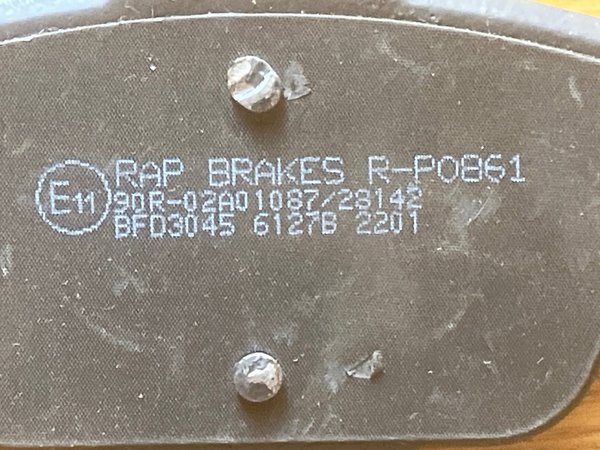 E11
RAP BRAKES R-P0861
90R-02A01087/28142
BFD3045 6127B 2201